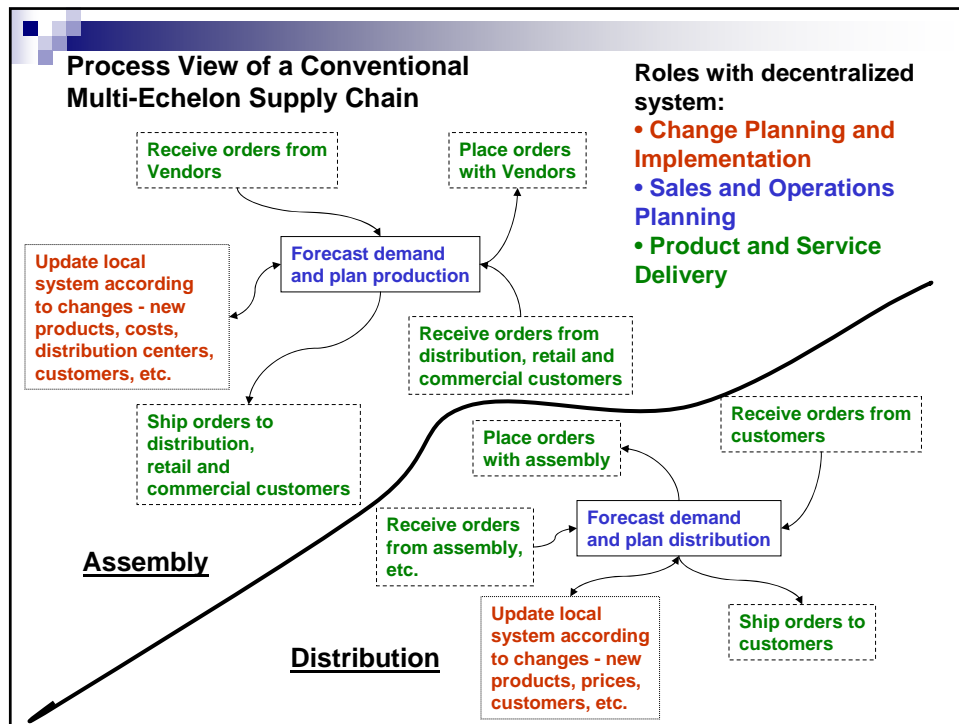 Process View of a Conventional
Multi-Echelon Supply Chain
Roles with decentralized
system:
• Change Planning and
Implementation
• Sales and Operations
Planning
• Product and Service
Delivery
Receive orders from
Vendors
Place orders
with Vendors
Forecast demand
and plan production
Update local
system according
to changes - new
products, costs,
distribution centers,
customers, etc.
Receive orders from
distribution, retail and
commercial customers
Ship orders to
distribution,
retail and
commercial customers
Assembly
Receive orders from
customers
Place orders
with assembly
Receive orders
from assembly,
etc.
Forecast demand
and plan distribution
Update local
system according
to changes - new
products, prices,
customers, etc.
Ship orders to
customers
Distribution